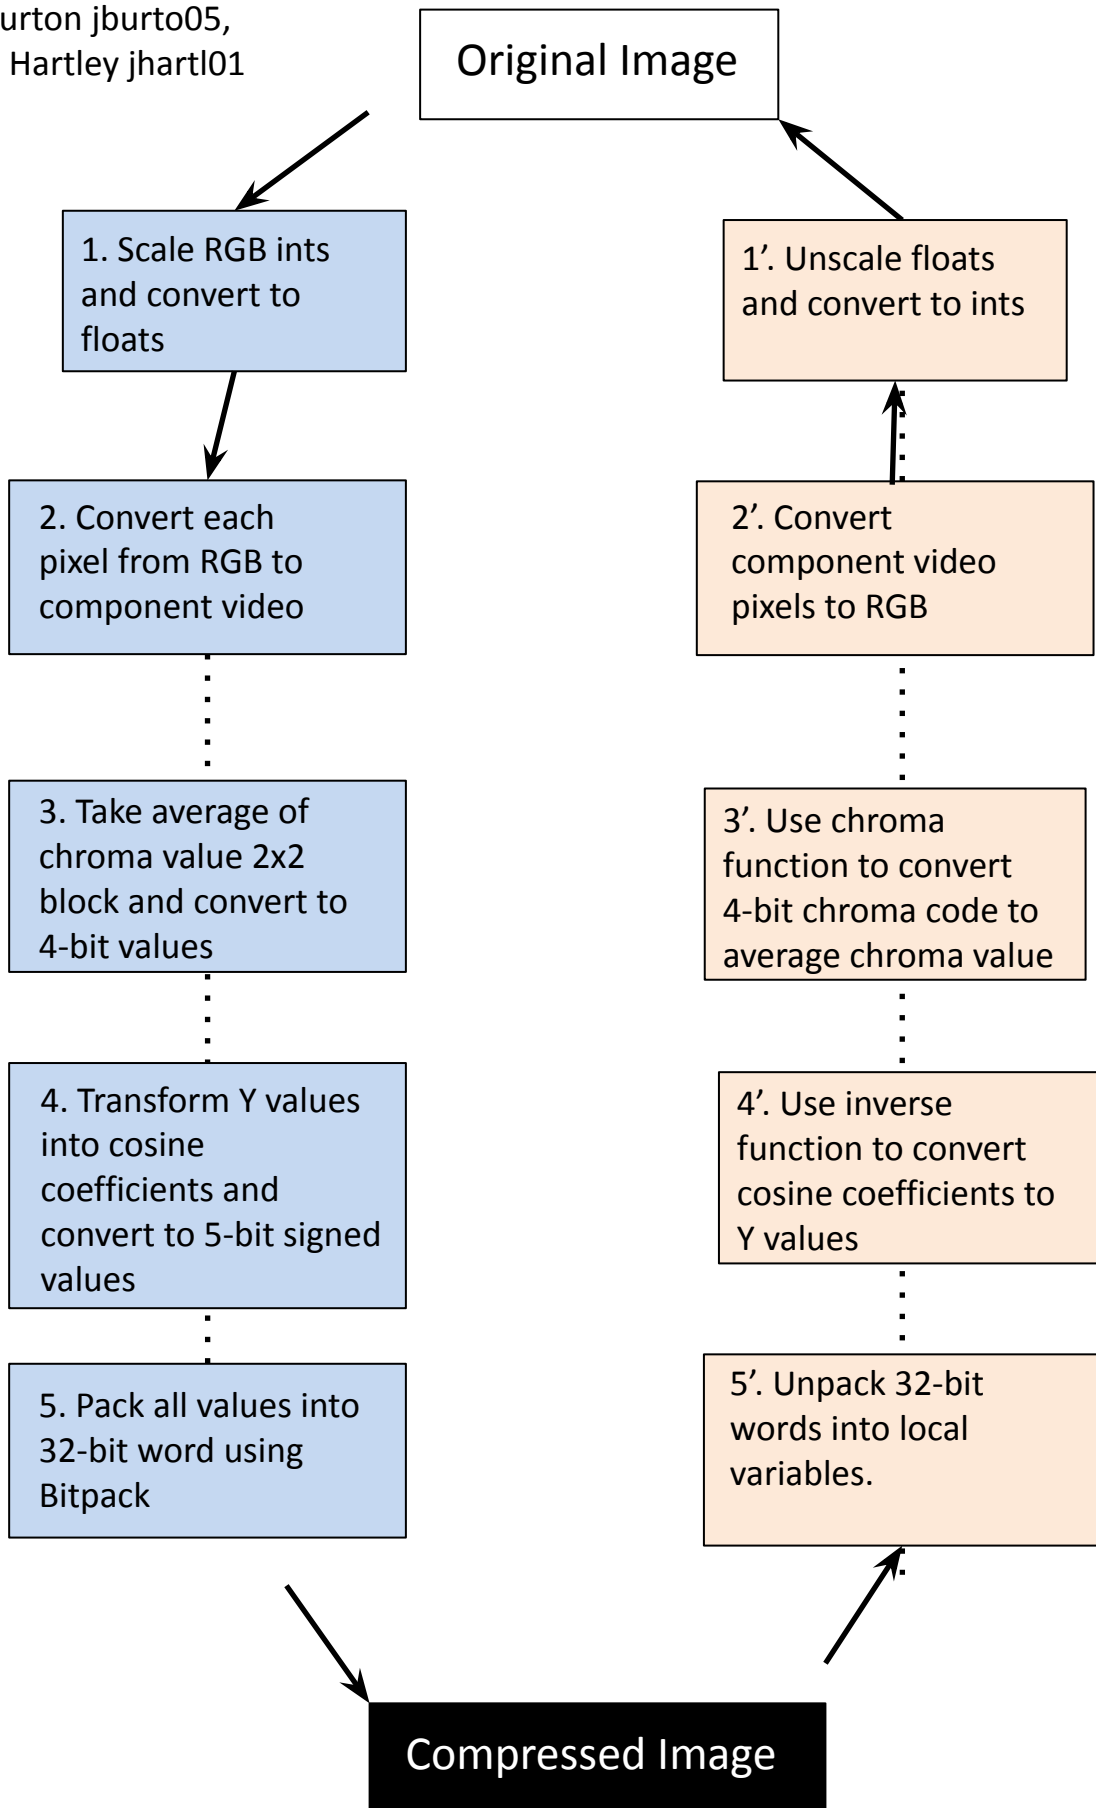 urton jburto05,
Hartley jhartl01
Original Image
1. Scale RGB ints
and convert to
floats
1’. Unscale floats
and convert to ints
2. Convert each
pixel from RGB to
component video
2’. Convert
component video
pixels to RGB
3. Take average of
chroma value 2x2
block and convert to
4-bit values
3’. Use chroma
function to convert
4-bit chroma code to
average chroma value
4. Transform Y values
into cosine
coefficients and
convert to 5-bit signed
values
4’. Use inverse
function to convert
cosine coefficients to
Y values
5. Pack all values into
32-bit word using
Bitpack
5’. Unpack 32-bit
words into local
variables.
Compressed Image